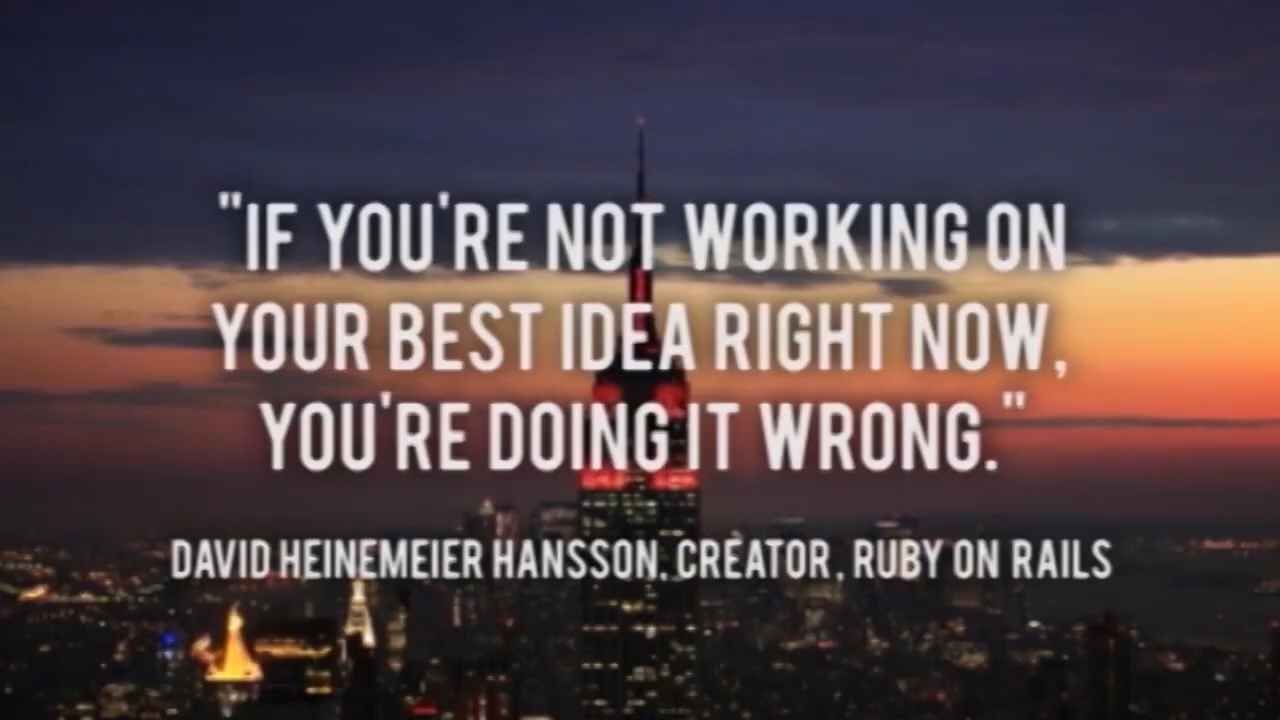 "IF YOU'RE NOT WORKING ON
YOUR BEST IDEA RIGHT NOW,
YOU'RE DOING IT WRONG."
DAVID HEINEMEIER HANSSON, CREATOR, RUBY ON RAILS